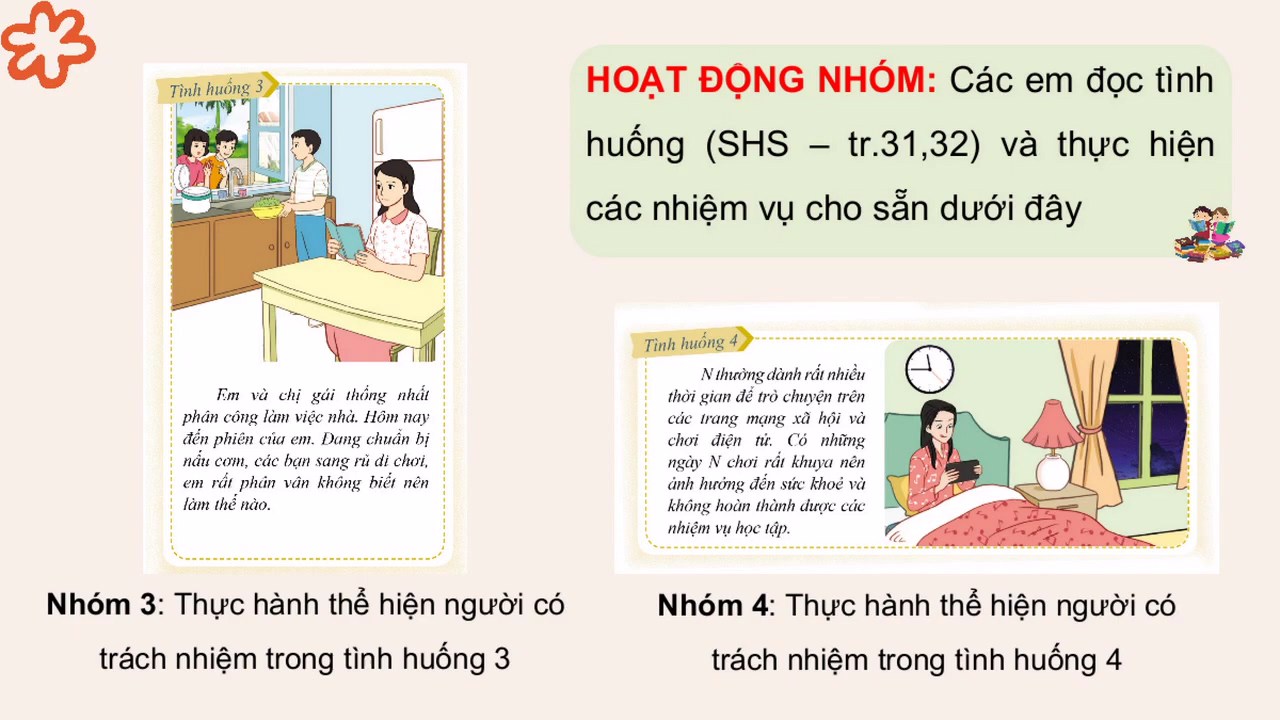 HOẠT ĐỘNG NHÓM: Các em đọc tình
huống (SHS – tr.31,32) và thực hiện
các nhiệm vụ cho sẵn dưới đây
Tình huống 3
Em và chị gái thống nhất
phân công làm việc nhà. Hôm nay
đến phiên của em. Đang chuẩn bị
nấu cơm, các bạn sang rủ đi chơi,
em rất phân vân không biết nên
làm thế nào.
Tình huống 4
N thường dành rất nhiều
thời gian để trò chuyện trên
các trang mạng xã hội và
chơi điện tử. Có những
ngày N chơi rất khuya nên
ảnh hưởng đến sức khoẻ và
không hoàn thành được các
nhiệm vụ học tập.
Nhóm 3: Thực hành thể hiện người có
trách nhiệm trong tình huống 3
Nhóm 4: Thực hành thể hiện người có
trách nhiệm trong tình huống 4